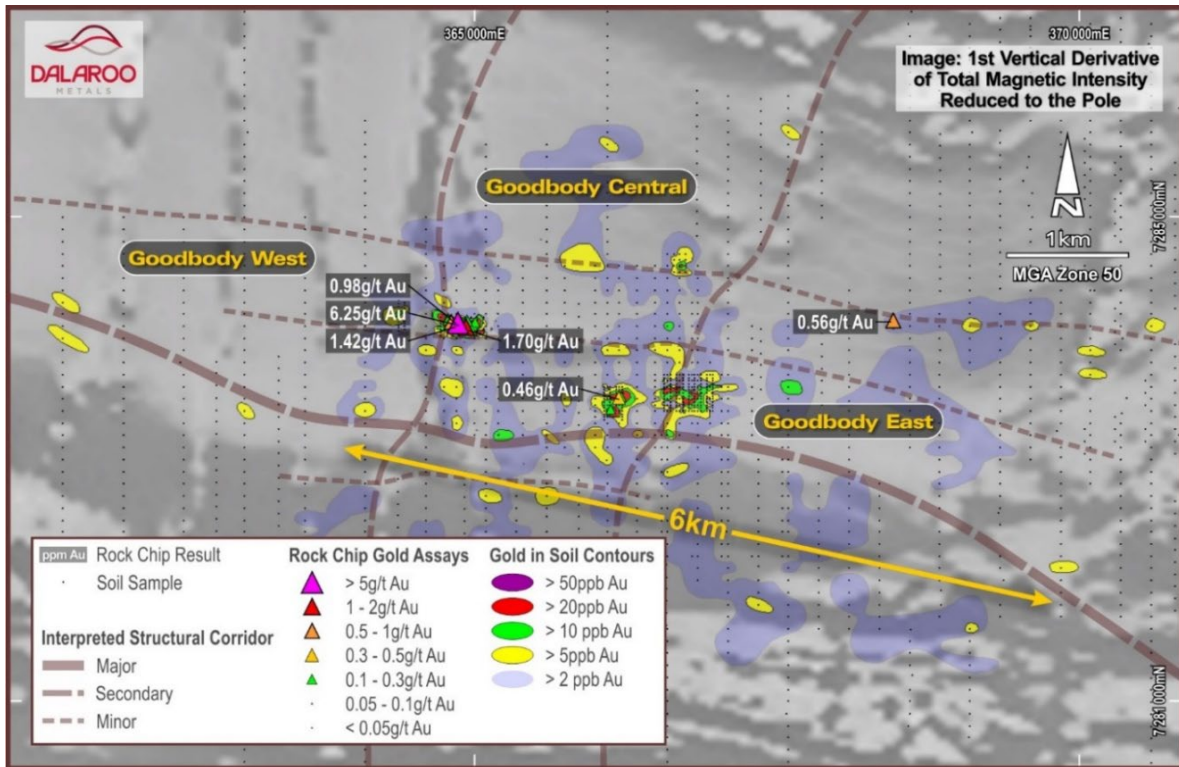 DALAROO
METALS
365 000mE
370 000mE
Image: 1st Vertical Derivative
of Total Magnetic Intensity
Reduced to the Pole
Goodbody Central
N
7285 000mN
1km
MGA Zone 50
Goodbody West
0.98g/t Au
6.25g/t Au
1.42g/t Au
1.70g/t Au
0.56g/t Au
0.46g/t Au
Goodbody East
6km
ppm Au Rock Chip Result
Soil Sample
Interpreted Structural Corridor
Major
Secondary
Minor
Rock Chip Gold Assays
> 5g/t Au
1 - 2g/t Au
0.5 - 1g/t Au
0.3 - 0.5g/t Au
0.1 - 0.3g/t Au
0.05 - 0.1g/t Au
< 0.05g/t Au
Gold in Soil Contours
> 50ppb Au
> 20ppb Au
> 10 ppb Au
> 5ppb Au
> 2 ppb Au
7281 000mN